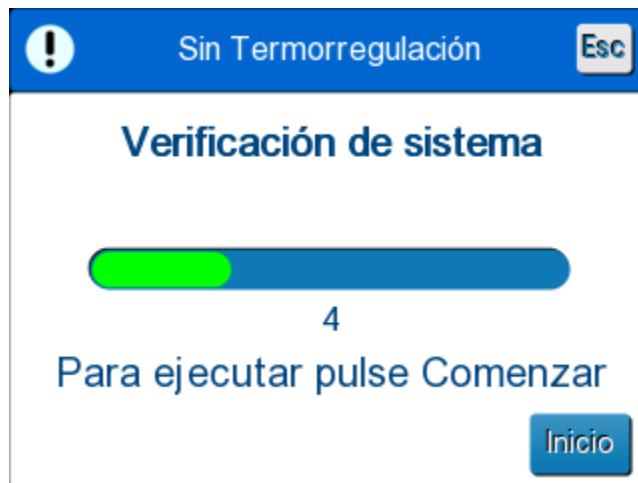 Sin Termorregulación
Esc
Verificación de sistema
4
Para ejecutar pulse Comenzar
Inicio